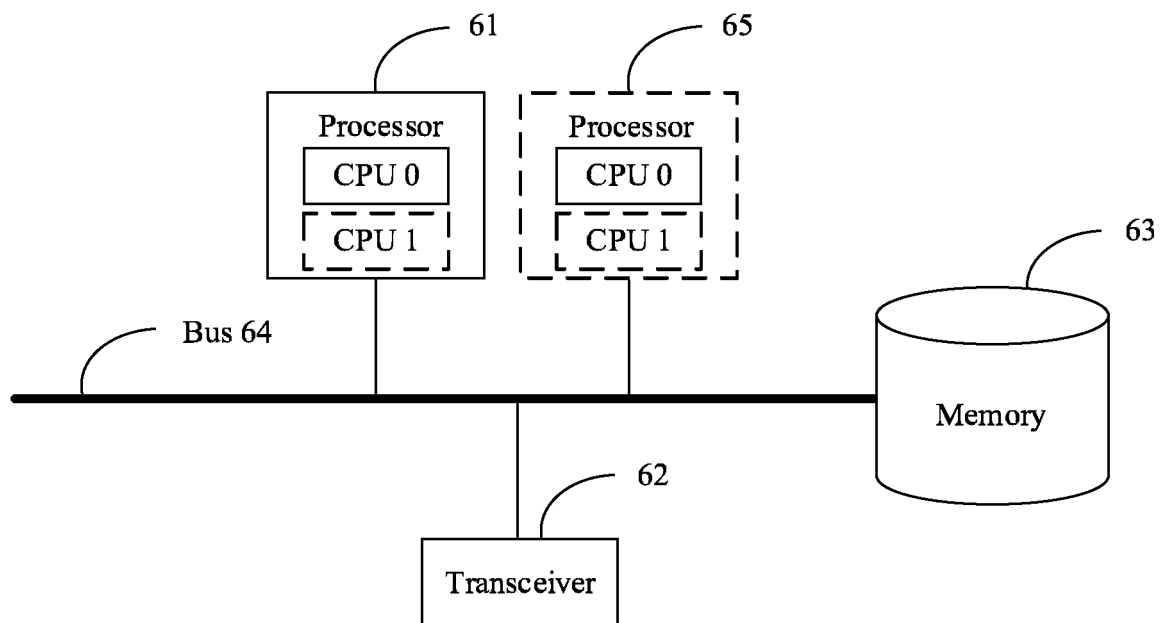 61
65
Processor
Processor
CPU 0
CPU 0
CPU 1
CPU 1
63
Bus 64
Memory
62
Transceiver